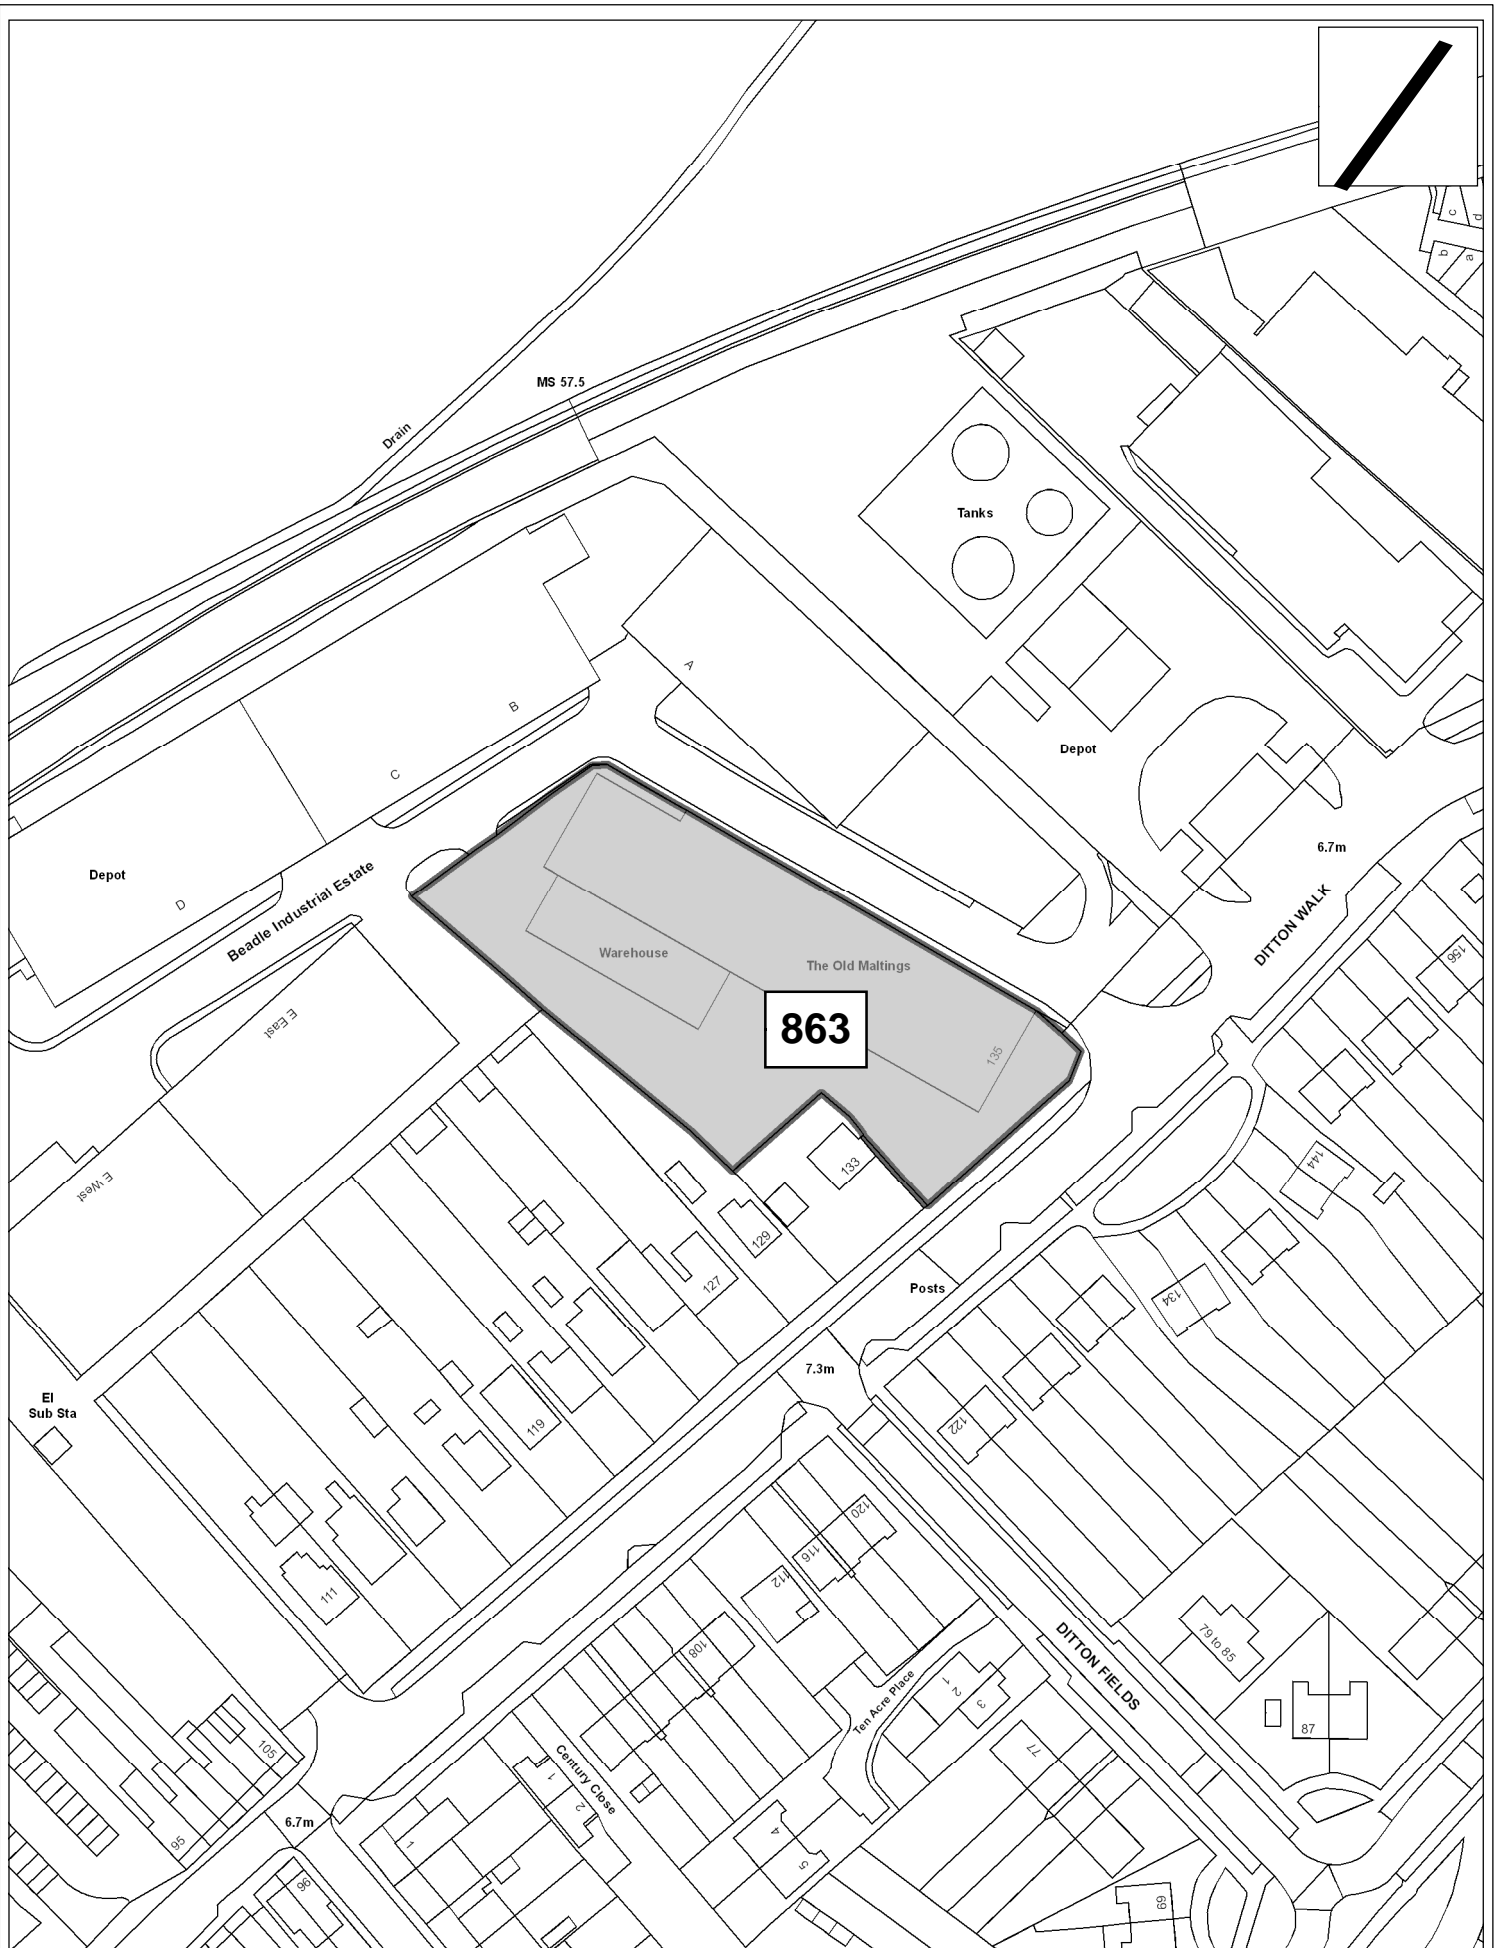 c
d
b
a
MS 57.5
Drain
Tanks
A
B
Depot
C
6.7m
Depot
D
Beadle Industrial Estate
DITTON WALK
Warehouse
The Old Maltings
156
E East
863
135
E West
133
144
129
127
Posts
134
7.3m
El
Sub Sta
119
122
120
116
112
111
108
79 to 85
DITTON FIELDS
Ten Acre Place
1
2
3
87
77
105
Century Close
1
2
6.7m
95
1
4
5
96
69